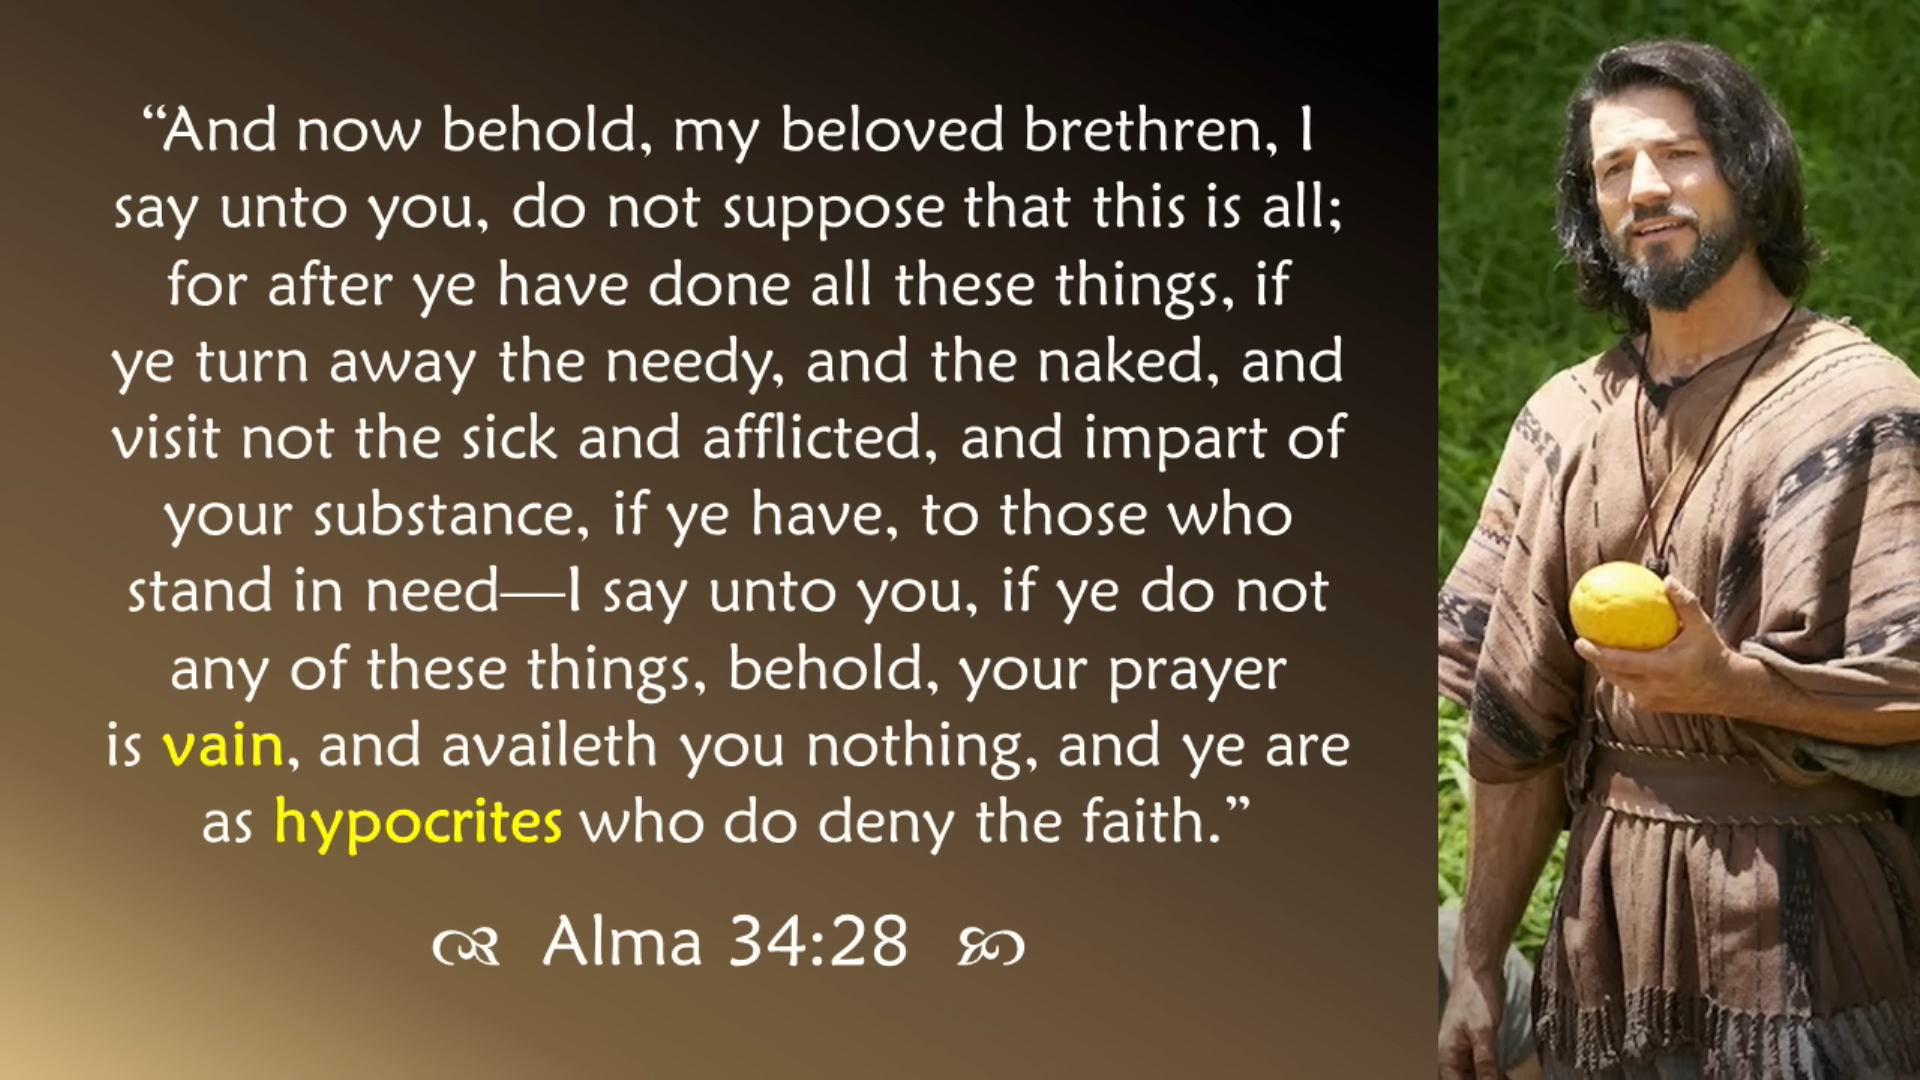 “And now behold, my beloved brethren, I
say unto you, do not suppose that this is all;
for after ye have done all these things, if
ye turn away the needy, and the naked, and
visit not the sick and afflicted, and impart of
your substance, if ye have, to those who
stand in need—I say unto you, if ye do not
any of these things, behold, your prayer
is vain, and availeth you nothing, and ye are
as hypocrites who do deny the faith.”
Alma 34:28